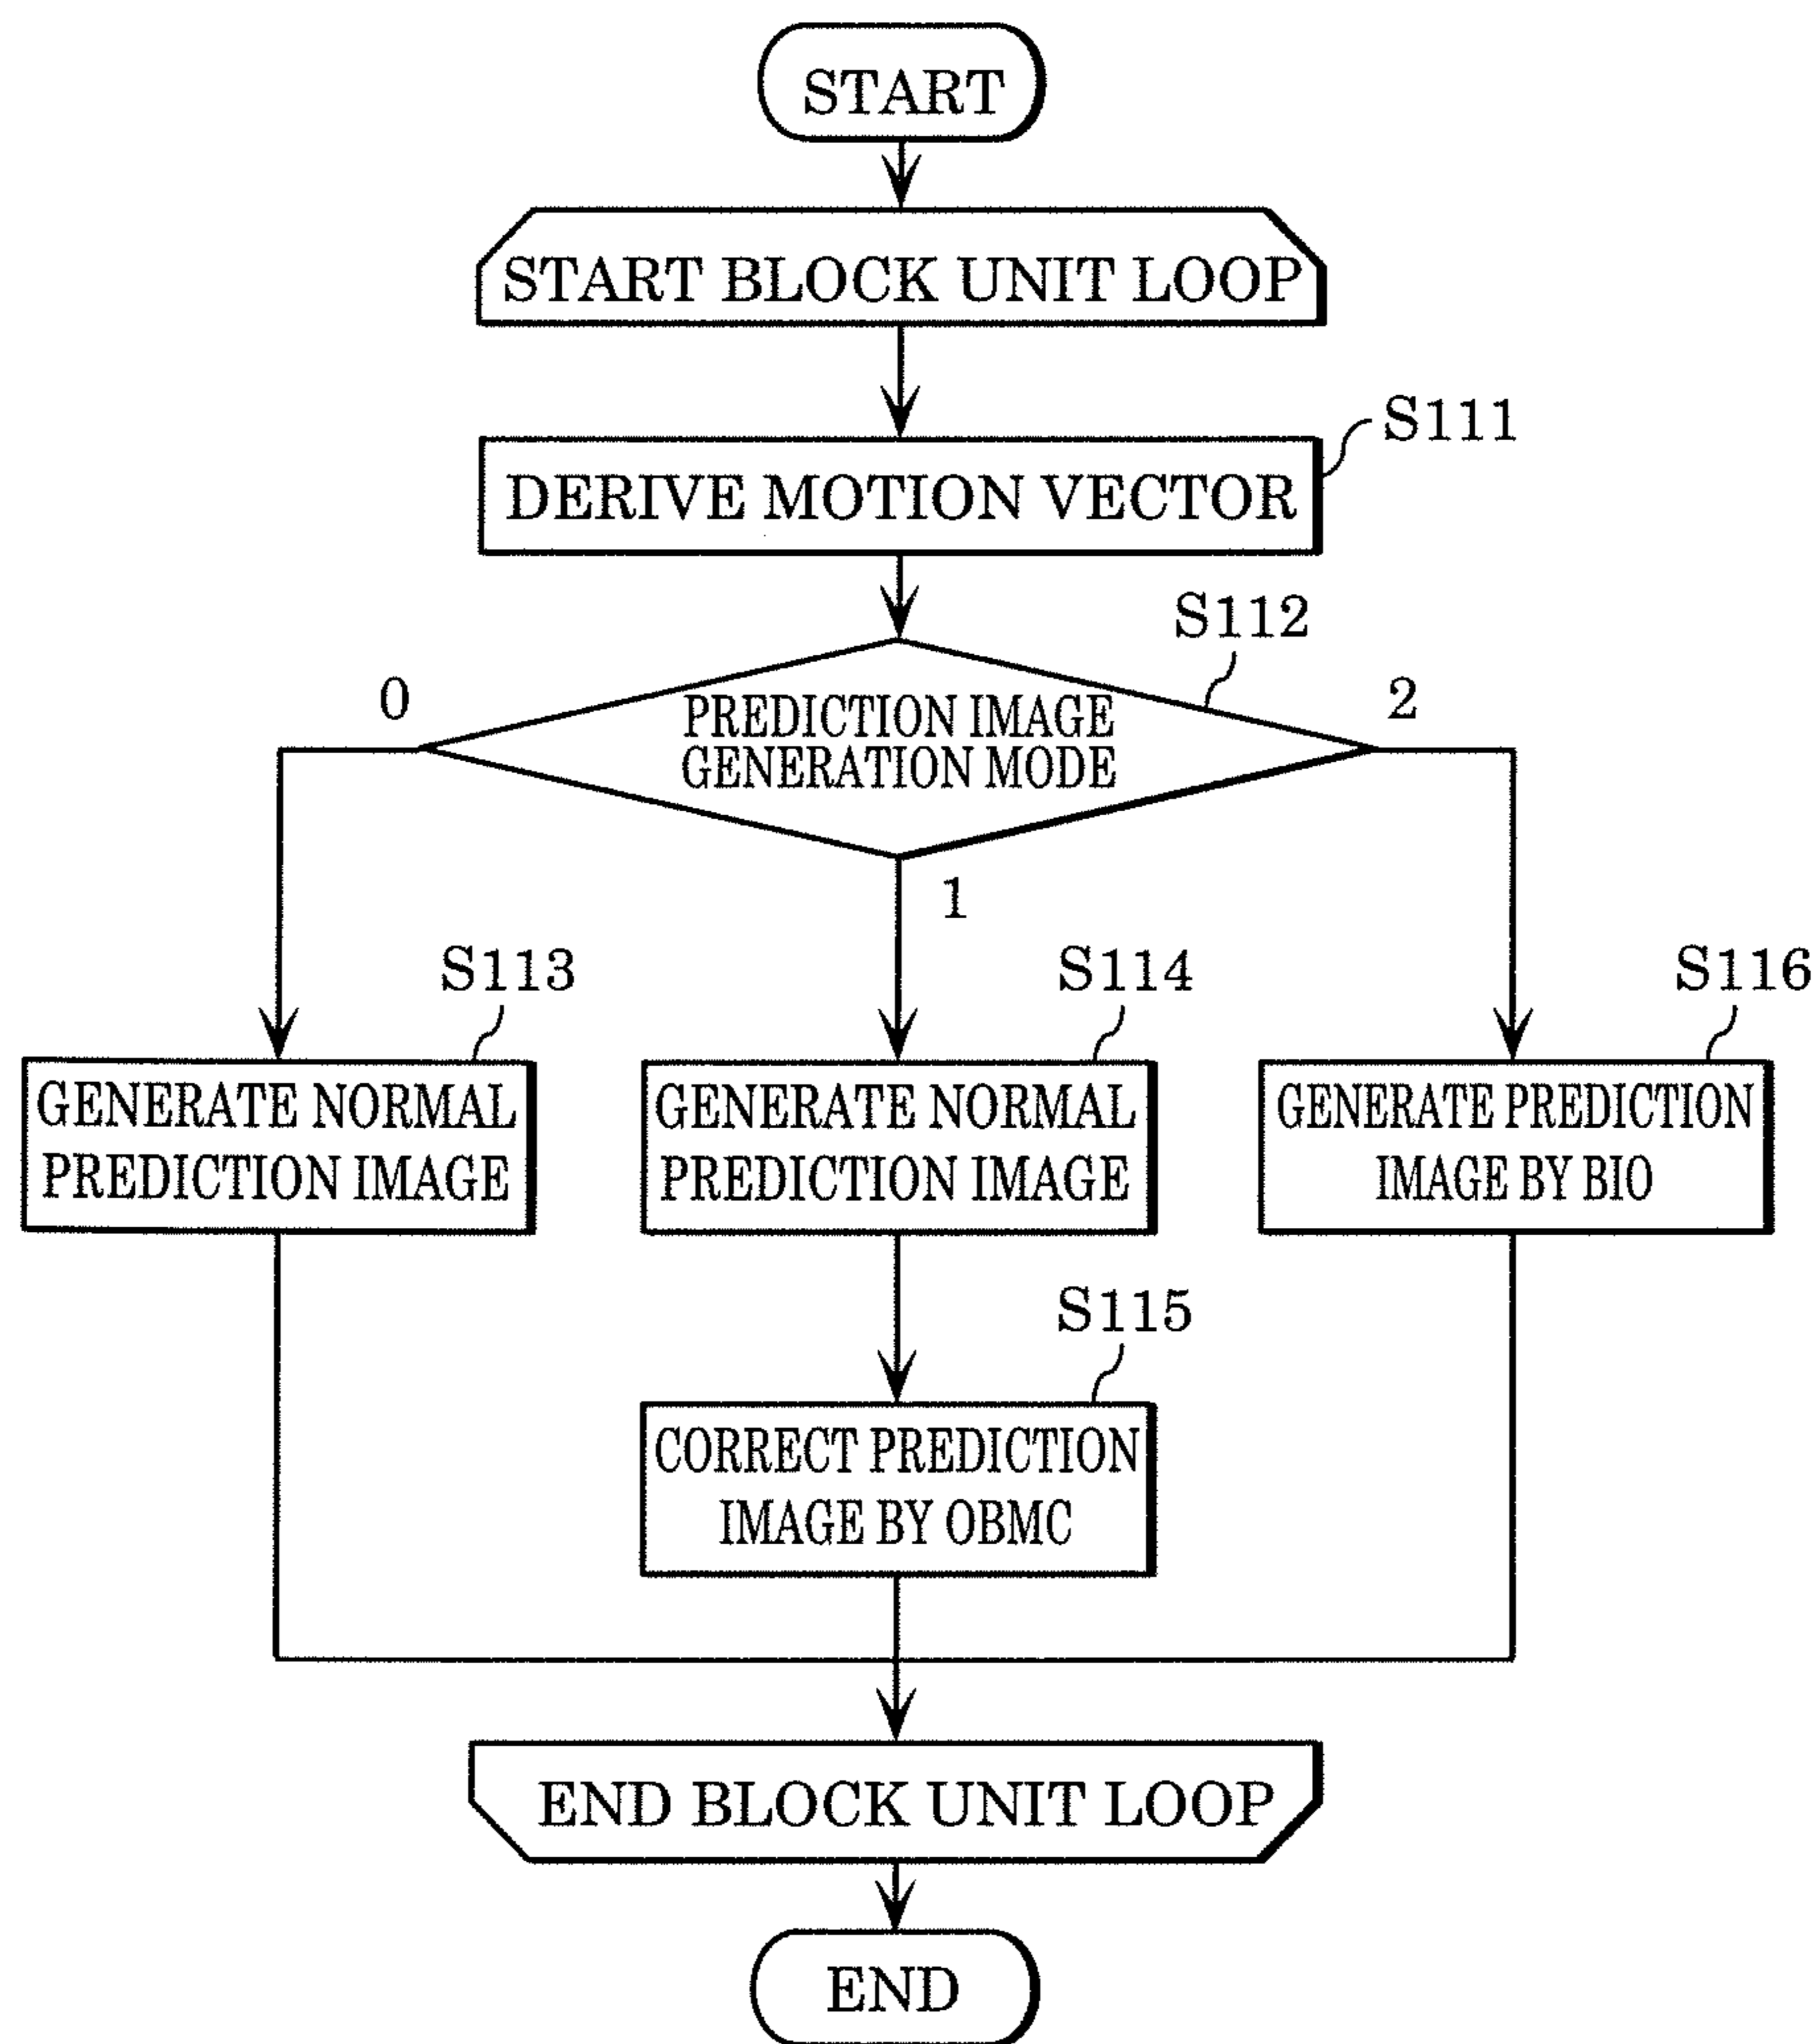 START
START BLOCK UNIT LOOP
S111
DERIVE MOTION VECTOR
S112
0
2
PREDICTION IMAGE
GENERATION MODE
1
S113
S114
S116
GENERATE NORMAL
PREDICTION IMAGE
GENERATE NORMAL
PREDICTION IMAGE
GENERATE PREDICTION
IMAGE BY BIO
S115
CORRECT PREDICTION
IMAGE BY OBMC
END BLOCK UNIT LOOP
END